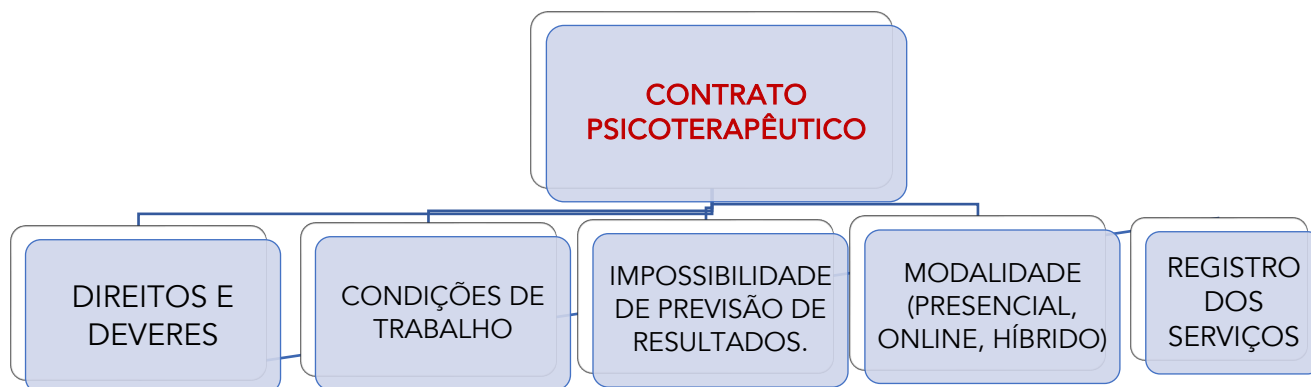 CONTRATO
PSICOTERAPÊUTICO
DIREITOS E
DEVERES
CONDIÇÕES DE
TRABALHO
IMPOSSIBILIDADE
DE PREVISÃO DE
RESULTADOS.
MODALIDADE
(PRESENCIAL,
ONLINE, HÍBRIDO)
REGISTRO
DOS
SERVIÇOS